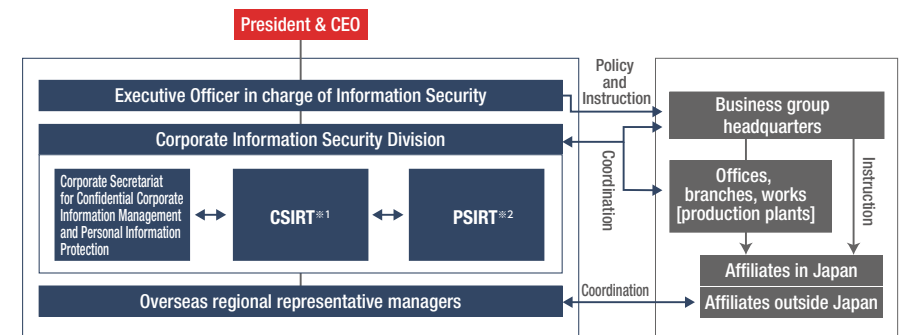 President & CEO
Executive Officer in charge of Information Security
Policy
and
Instruction
Business group
headquarters
Corporate Information Security Division
Coordination
Instruction
Corporate Secretariat
for Confidential Corporate
Information Management
and Personal Information
Protection
CSIRT※1
PSIRT※2
Offices,
branches, works
[production plants]
Affiliates in Japan
Overseas regional representative managers
Coordination
Affiliates outside Japan